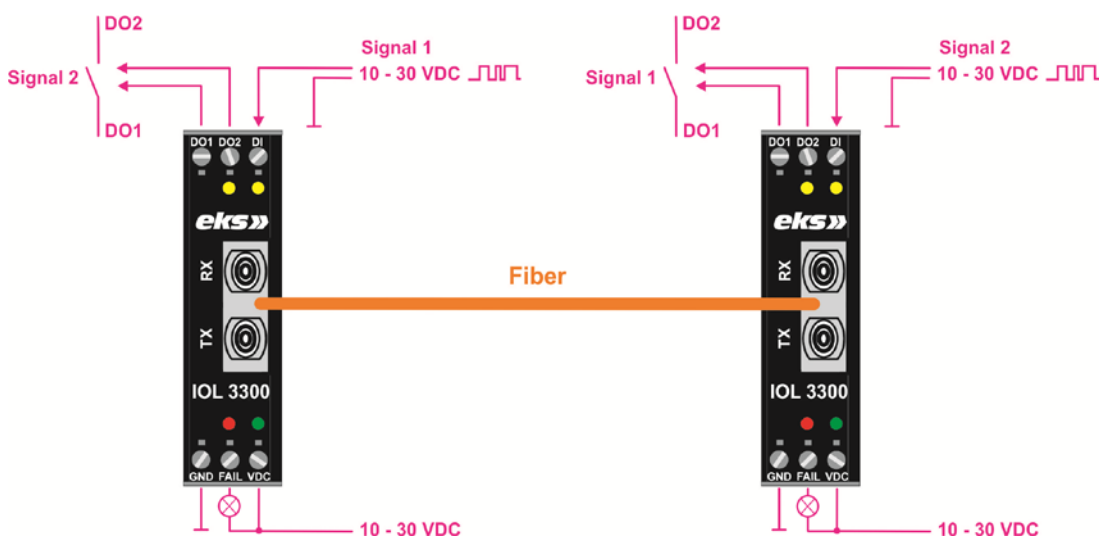 DO2
Signal 1
Signal 2
10 - 30 VDC
DO1
DO1 DO2 DI
eks
RX
TX
IOL 3300
GND FAIL VDC
10 - 30 VDC
Fiber
DO2
Signal 2
Signal 1
10 - 30 VDC
DO1
DO1 DO2 DI
eks
RX
TX
IOL 3300
GND FAIL VDC
10 - 30 VDC